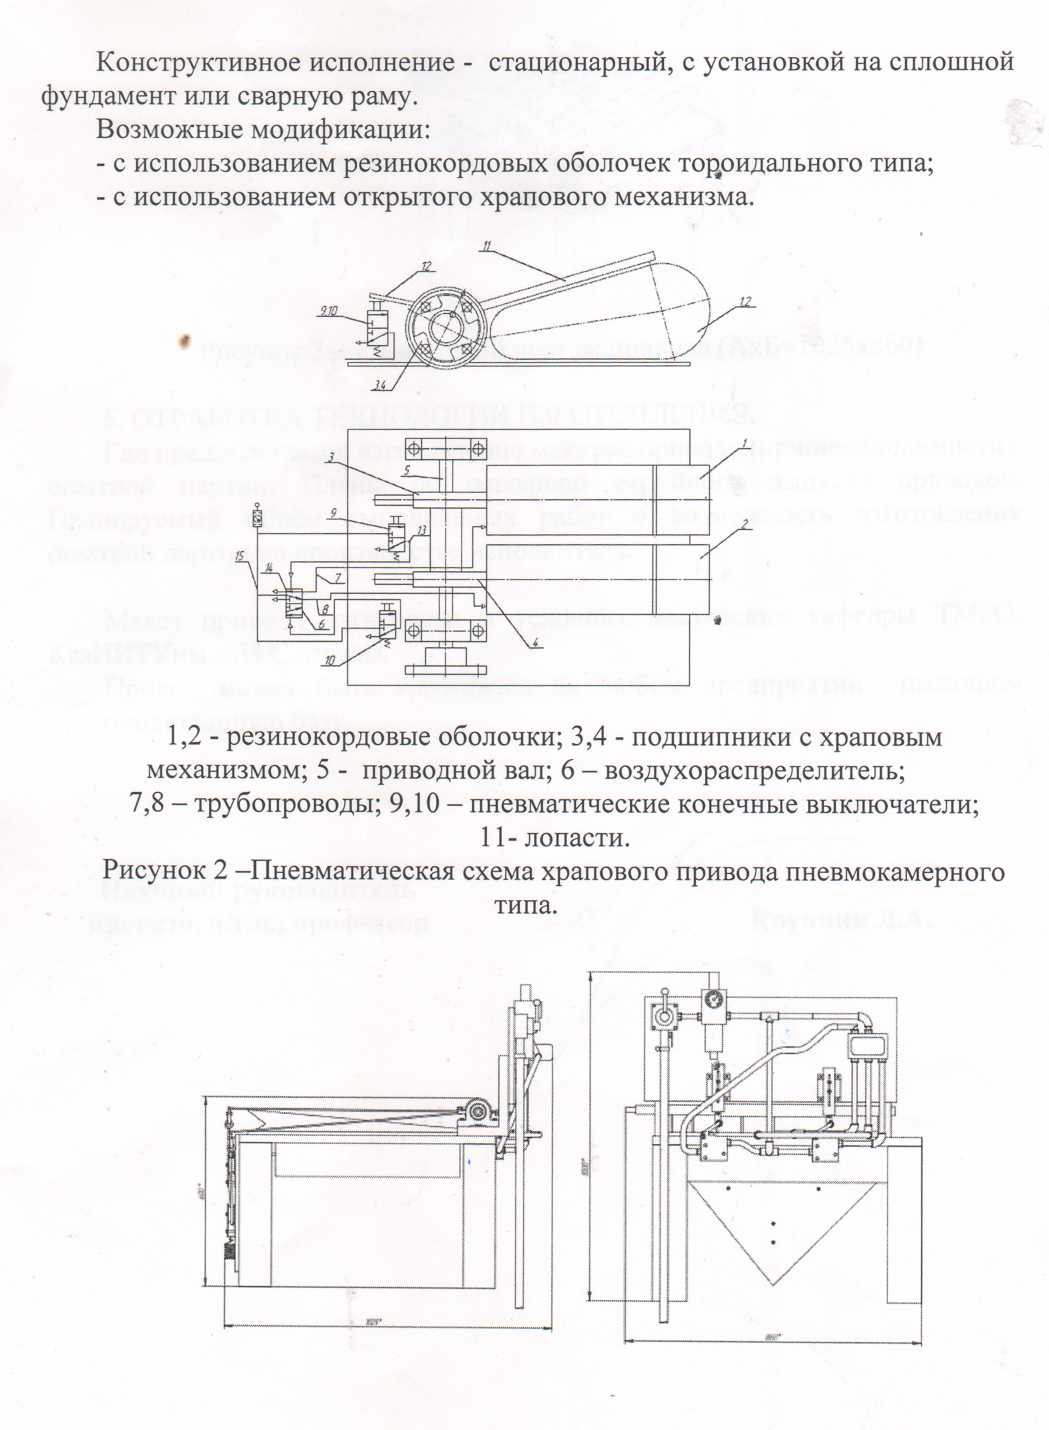 Конструктивное исполнение - стационарный, с установкой на сплошной
фундамент или сварную раму.
Возможные модификации:
- с использованием резинокордовых оболочек тороидального типа;
- с использованием открытого храпового механизма.
11
12
9,10
1,2
3,4
1
3
5
2
9
13
15
14
7
8
6
10
4
1,2 - резинокордовые оболочки; 3,4 - подшипники с храповым
механизмом; 5 - приводной вал; 6 – воздухораспределитель;
7,8 – трубопроводы; 9,10 – пневматические конечные выключатели;
11- лопасти.
Рисунок 2 –Пневматическая схема храпового привода пневмокамерного
типа.